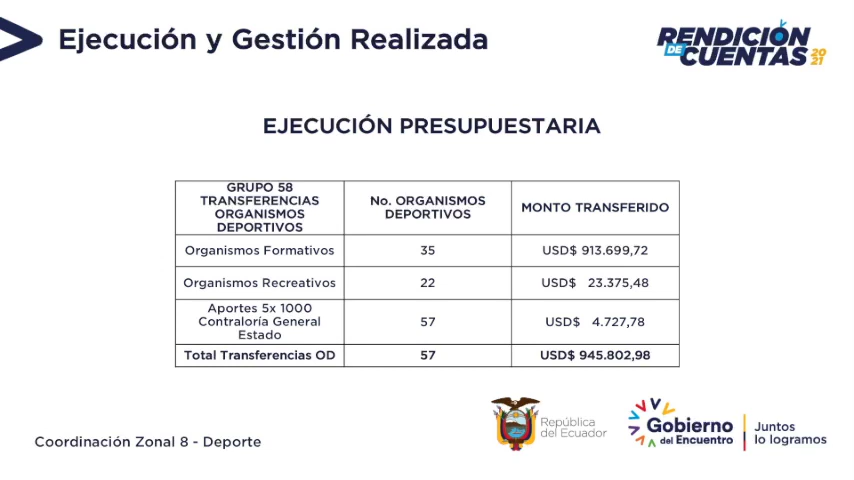 Ejecución y Gestión Realizada
RENDICIÓN
DE CUENTAS 2021
EJECUCIÓN PRESUPUESTARIA
GRUPO 58
TRANSFERENCIAS
ORGANISMOS
DEPORTIVOS
No. ORGANISMOS
DEPORTIVOS
MONTO TRANSFERIDO
Organismos Formativos
35
USD$ 913.699,72
Organismos Recreativos
22
USD$ 23.375,48
Aportes 5x 1000
Contraloría General
Estado
57
USD$ 4.727,78
Total Transferencias OD
57
USD$ 945.802,98
Coordinación Zonal 8 - Deporte
República
del Ecuador
Gobierno
del Encuentro
Juntos
lo logramos